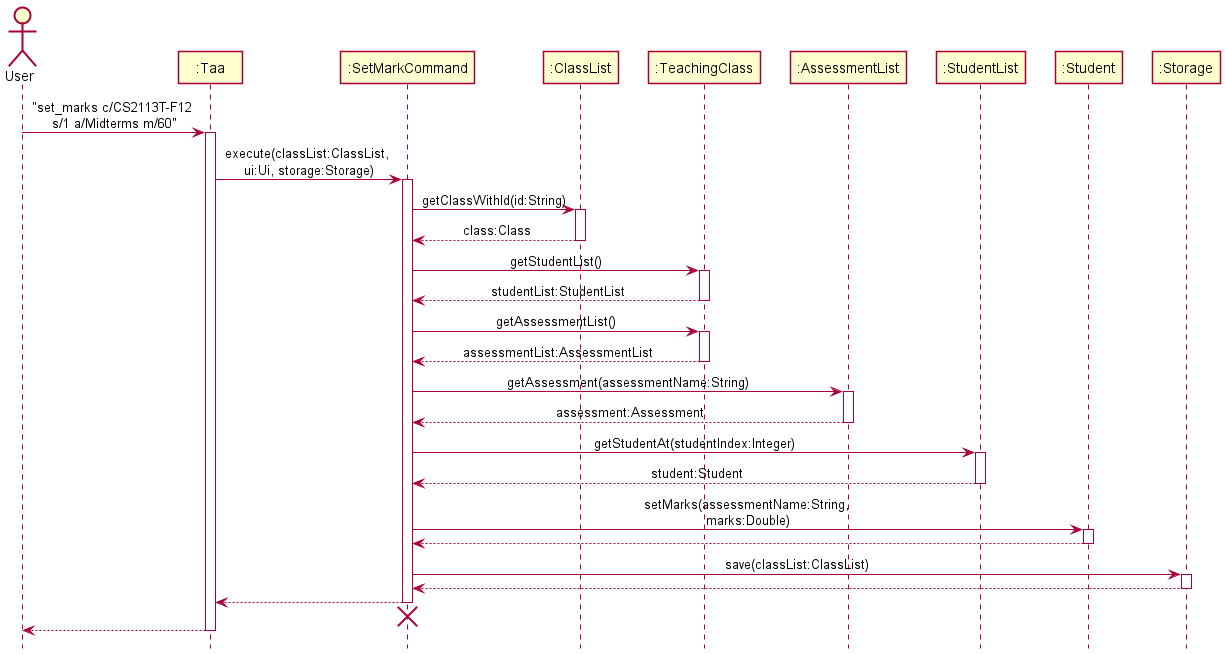 User
:Taa
:SetMarkCommand
:ClassList
:TeachingClass
:AssessmentList
:StudentList
:Student
:Storage
"set_marks c/CS2113T-F12
s/1 a/Midterms m/60"
execute(classList:ClassList,
ui:Ui, storage:Storage)
getClassWithId(id:String)
class:Class
getStudentList()
studentList:StudentList
getAssessmentList()
assessmentList:AssessmentList
getAssessment(assessmentName:String)
assessment:Assessment
getStudentAt(studentIndex:Integer)
student:Student
setMarks(assessmentName:String,
marks:Double)
save(classList:ClassList)